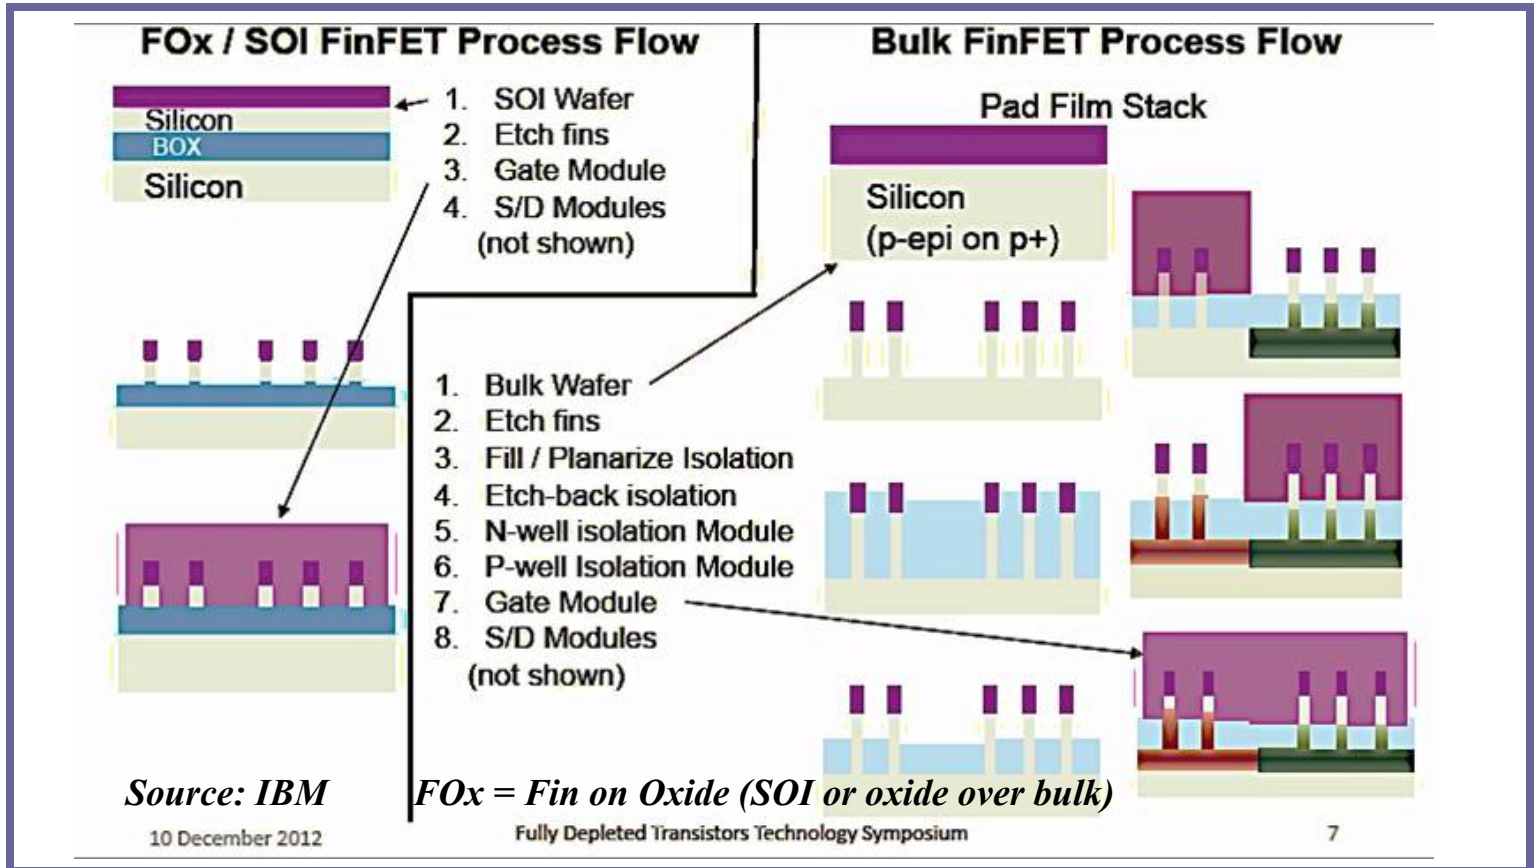 FOx / SOI FinFET Process Flow
Silicon
BOX
Silicon
1. SOI Wafer
2. Etch fins
3. Gate Module
4. S/D Modules
(not shown)
Bulk FinFET Process Flow
Pad Film Stack
Silicon
(p-epi on p+)
1. Bulk Wafer
2. Etch fins
3. Fill / Planarize Isolation
4. Etch-back isolation
5. N-well isolation Module
6. P-well Isolation Module
7. Gate Module
8. S/D Modules
(not shown)
Source: IBM
FOx = Fin on Oxide (SOI or oxide over bulk)
10 December 2012
Fully Depleted Transistors Technology Symposium
7